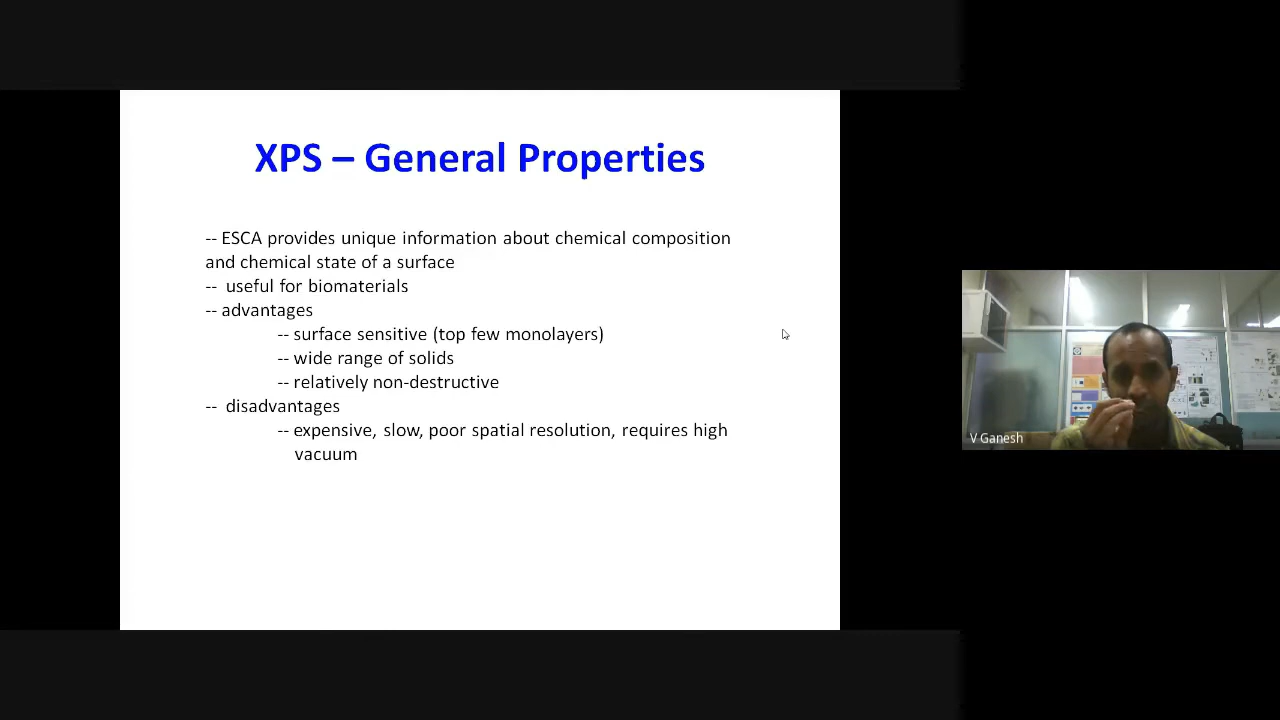 XPS – General Properties
-- ESCA provides unique information about chemical composition
and chemical state of a surface
-- useful for biomaterials
-- advantages
-- surface sensitive (top few monolayers)
-- wide range of solids
-- relatively non-destructive
-- disadvantages
-- expensive, slow, poor spatial resolution, requires high
vacuum
V Ganesh